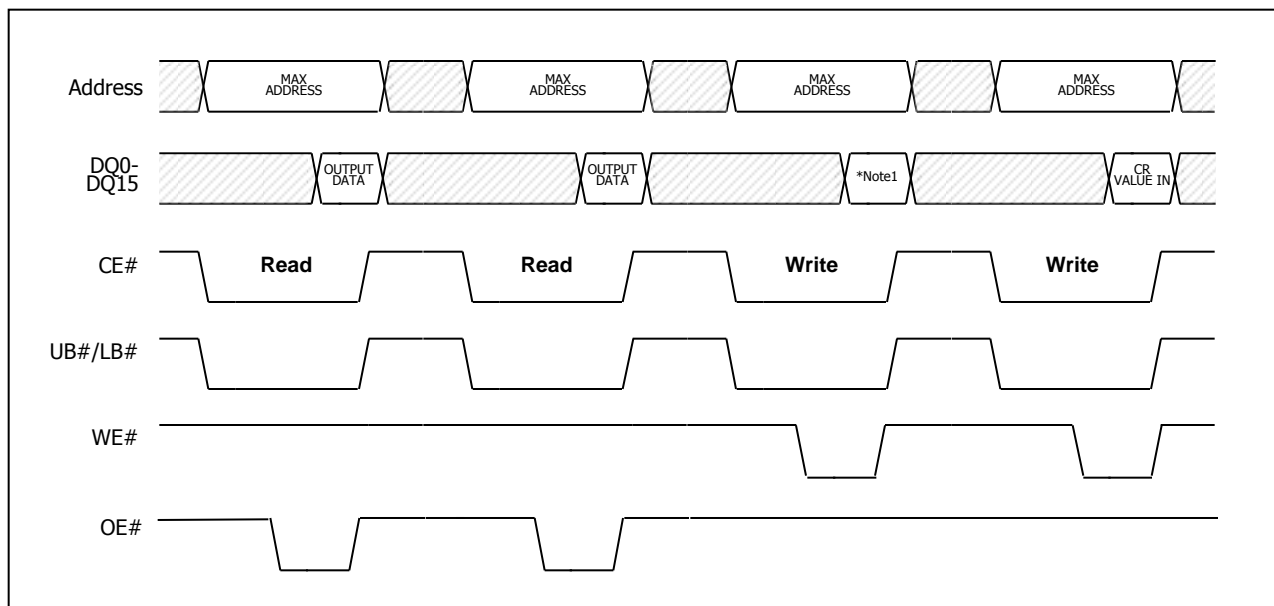 Address
MAX
ADDRESS
MAX
ADDRESS
MAX
ADDRESS
MAX
ADDRESS
DQ0-
DQ15
OUTPUT
DATA
OUTPUT
DATA
*Note1
CR
VALUE IN
CE#
Read
Read
Write
Write
UB#/LB#
WE#
OE#